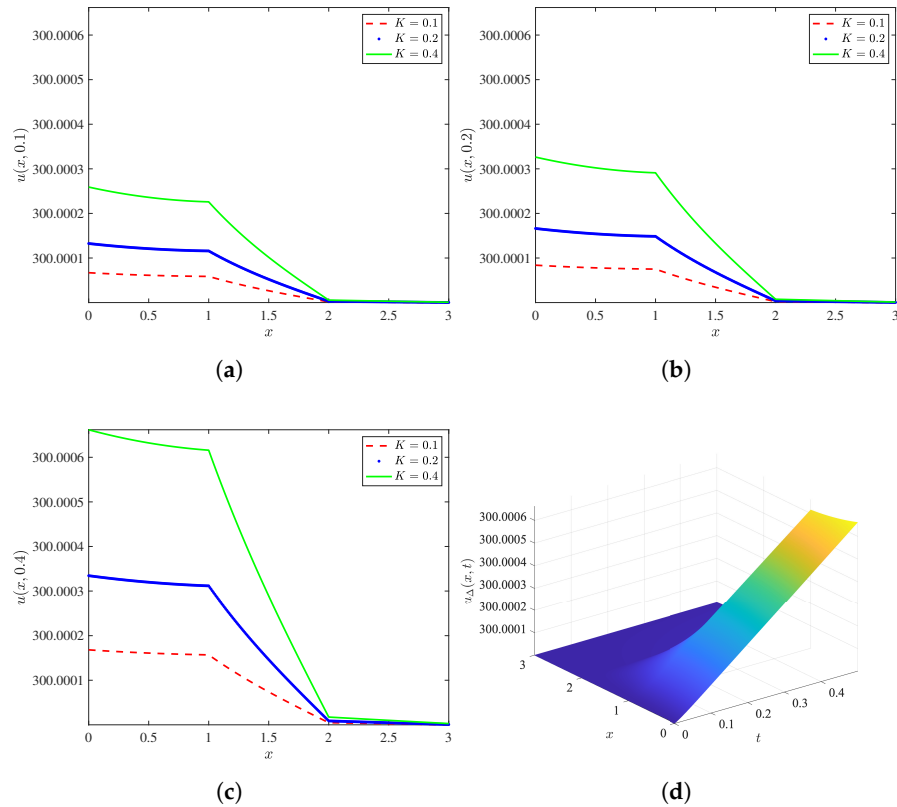 300.0006
300.0004
300.0003
300.0002
300.0001
0 0.5 1 1.5 2 2.5 3
x
u(x, 0.1)
K = 0.1
K = 0.2
K = 0.4
(a)
300.0006
300.0004
300.0003
300.0002
300.0001
0 0.5 1 1.5 2 2.5 3
x
u(x, 0.2)
K = 0.1
K = 0.2
K = 0.4
(b)
300.0006
300.0006
300.0004
300.0003
300.0002
300.0001
0 0.5 1 1.5 2 2.5 3
x
u(x, 0.4)
K = 0.1
K = 0.2
K = 0.4
(c)
300.0006
300.0005
300.0004
300.0003
300.0002
300.0001
u_Δ(x, t)
3 2 1 0
x
0 0.1 0.2 0.3 0.4
t
(d)